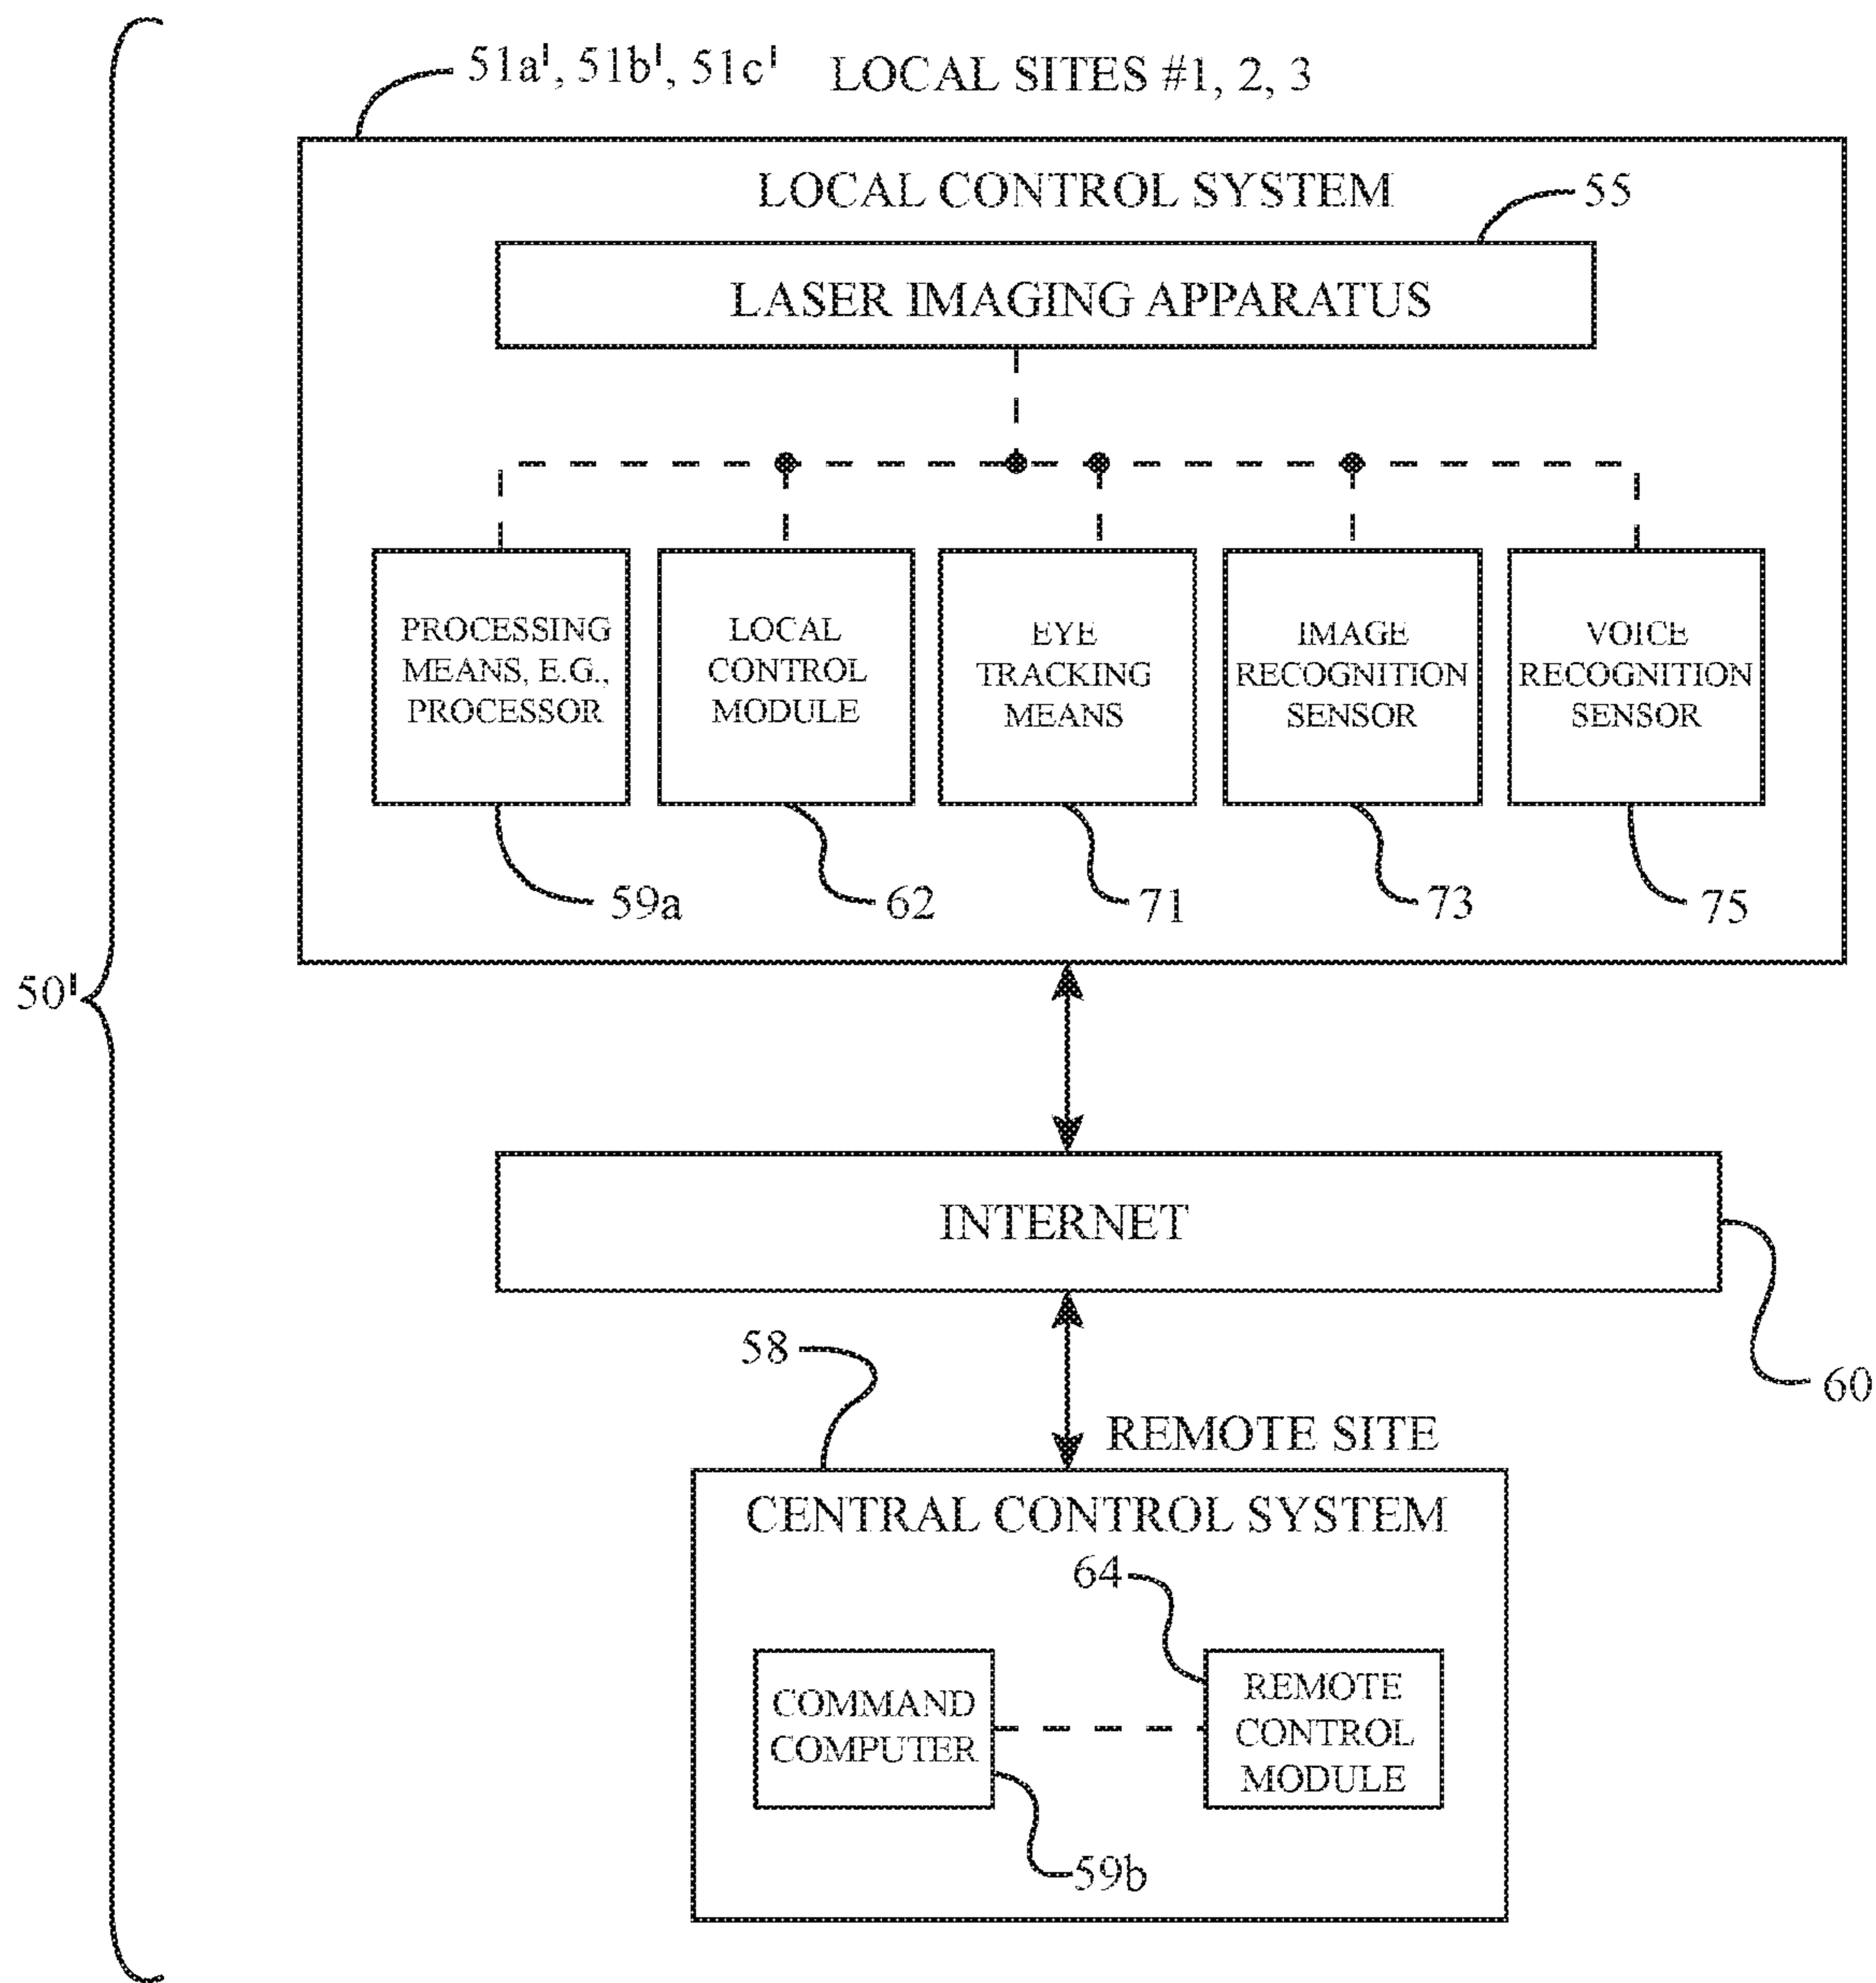 51a', 51b', 51c' LOCAL SITES #1, 2, 3
LOCAL CONTROL SYSTEM
55
LASER IMAGING APPARATUS
PROCESSING
MEANS, E.G.,
PROCESSOR
LOCAL
CONTROL
MODULE
EYE
TRACKING
MEANS
IMAGE
RECOGNITION
SENSOR
VOICE
RECOGNITION
SENSOR
59a
62
71
73
75
50'
INTERNET
60
58
REMOTE SITE
CENTRAL CONTROL SYSTEM
64
COMMAND
COMPUTER
REMOTE
CONTROL
MODULE
59b